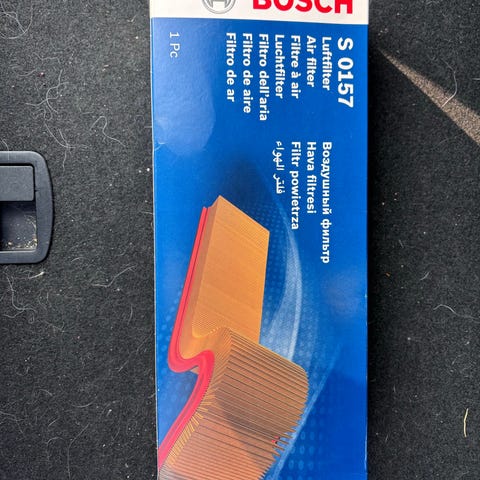 BOSCH
S 0157
Luftfilter
Air filter
Filtre à air
Luchtfilter
Filtro dell'aria
Filtro de aire
Filtro de ar
Воздушный фильтр
Hava filtresi
Filtr powietrza
فلتر الهواء
1 Pc